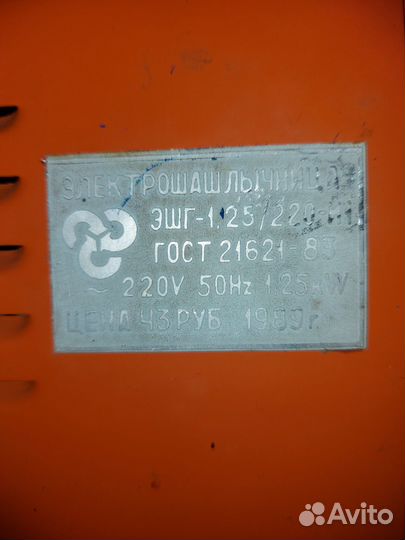 ЭЛЕКТРОШАШЛЫЧНИЦА
ЭШГ-1,25/220
ГОСТ 21621-83
~ 220V 50Hz 1.25kW
ЦЕНА 43 РУБ. 1989г.
Avito